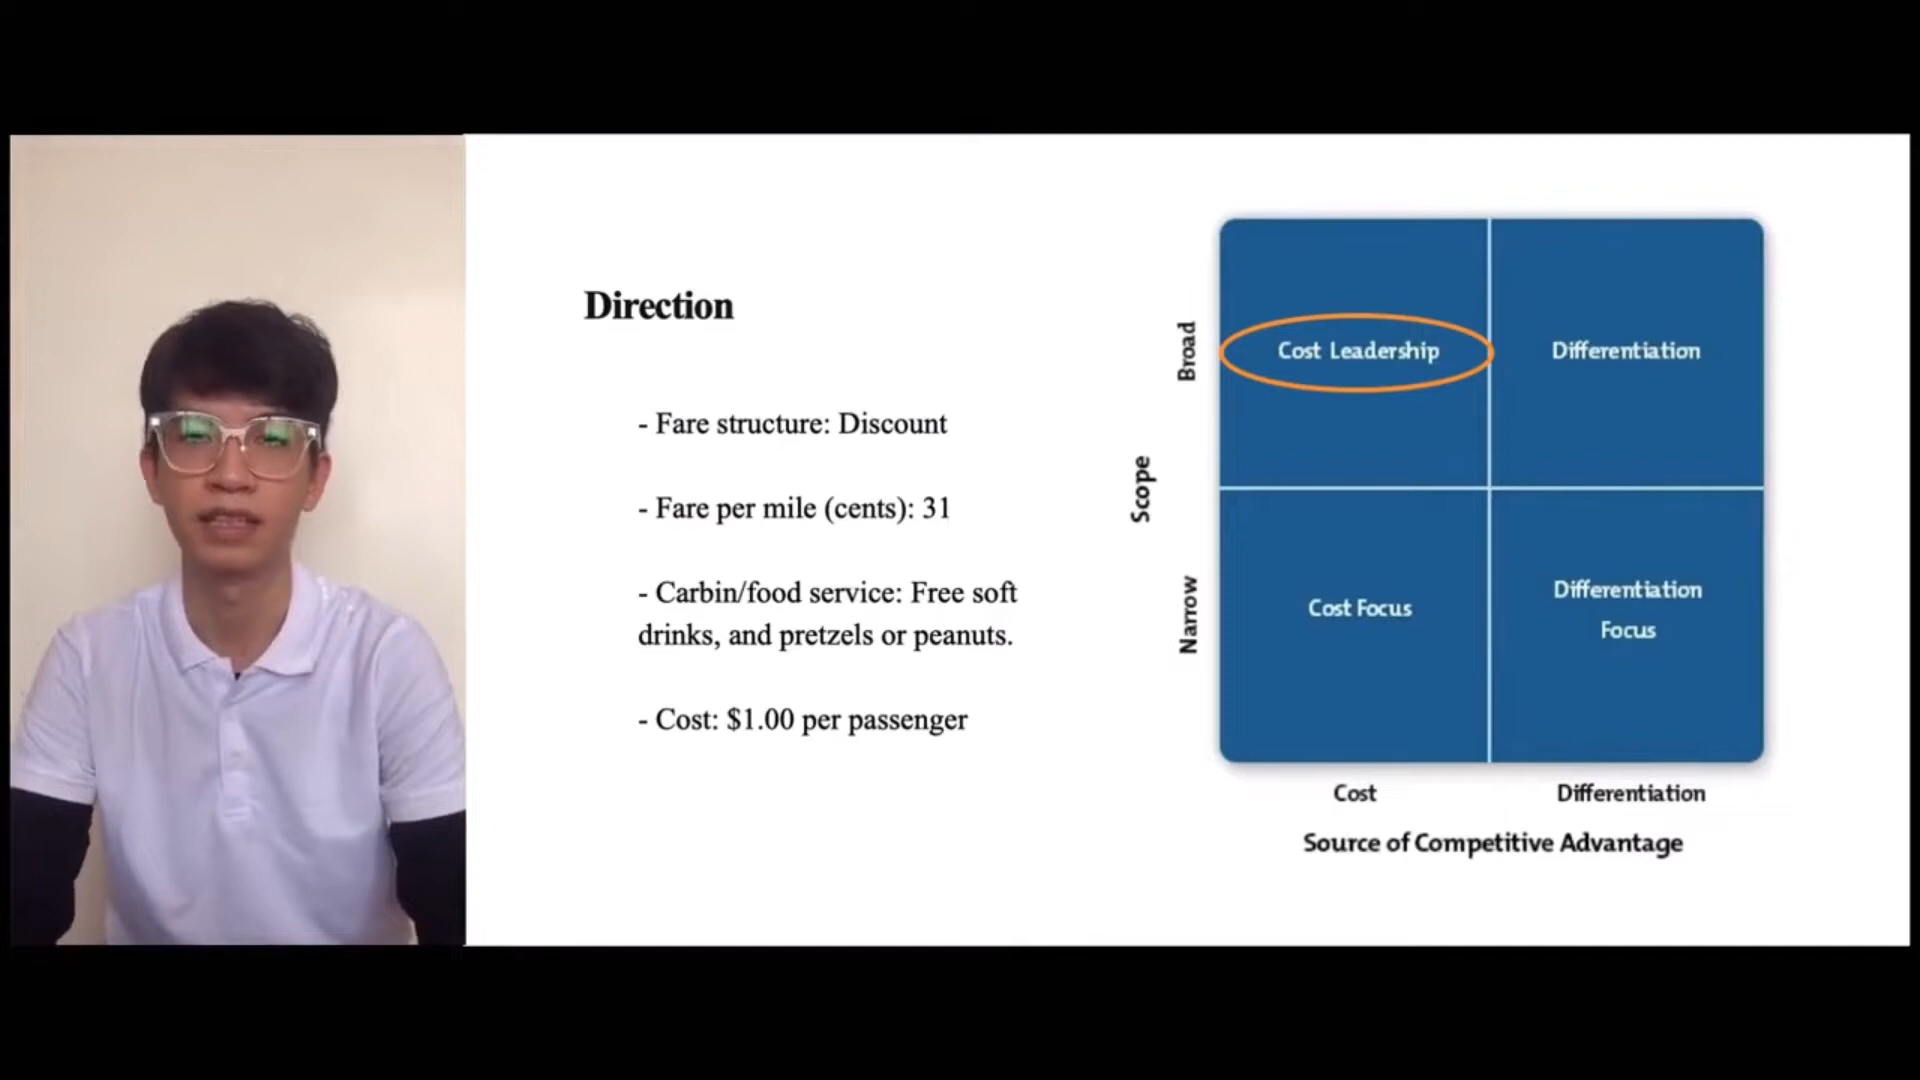 Direction
- Fare structure: Discount
- Fare per mile (cents): 31
- Carbin/food service: Free soft
drinks, and pretzels or peanuts.
- Cost: $1.00 per passenger
Scope
Broad
Narrow
Cost Leadership
Differentiation
Cost Focus
Differentiation
Focus
Cost
Differentiation
Source of Competitive Advantage